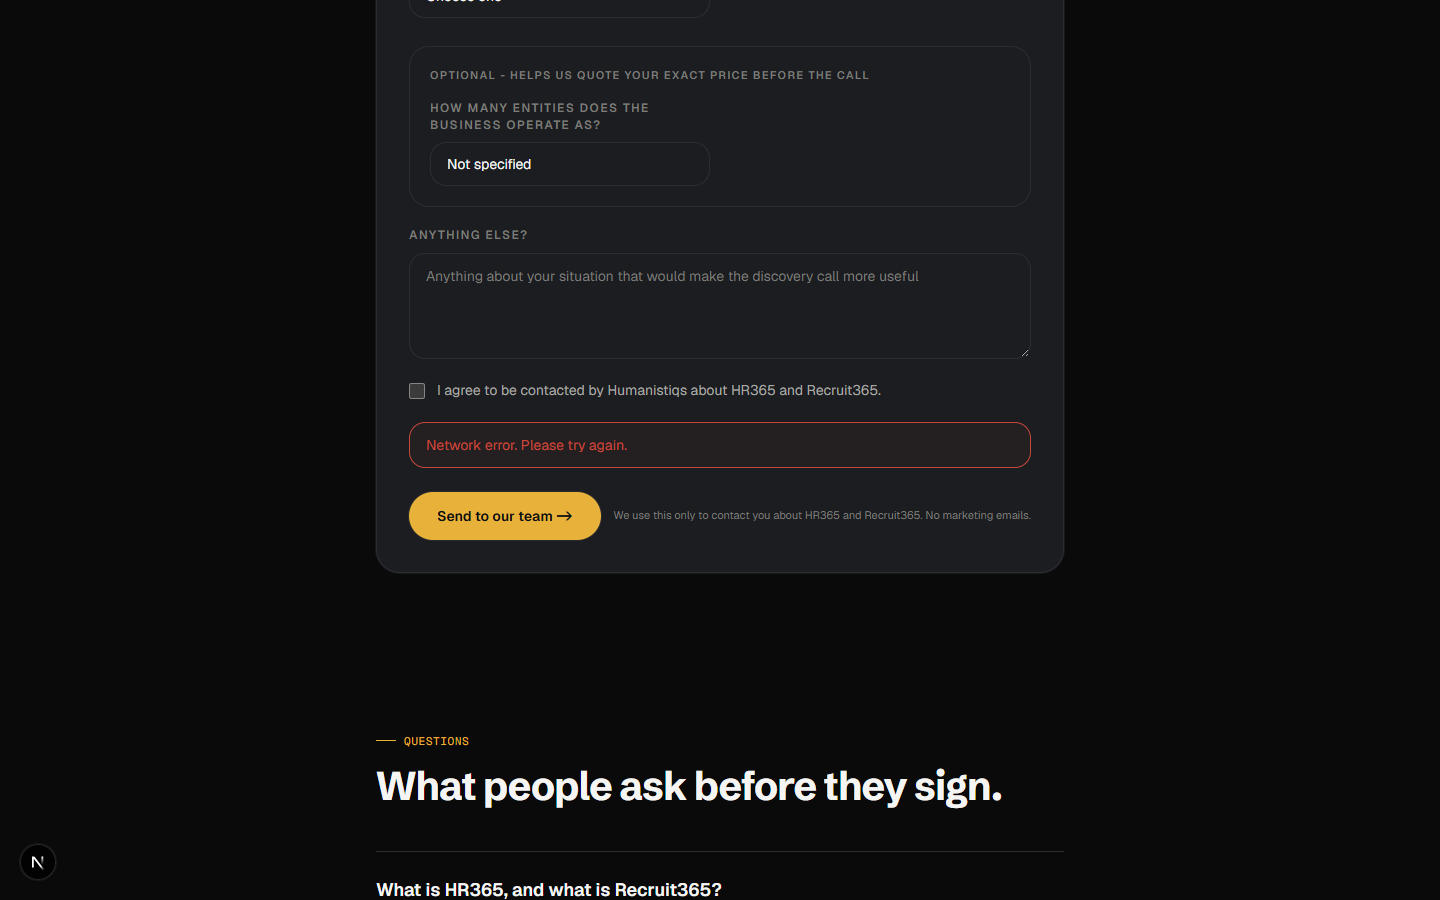 OPTIONAL - HELPS US QUOTE YOUR EXACT PRICE BEFORE THE CALL
HOW MANY ENTITIES DOES THE
BUSINESS OPERATE AS?
Not specified
ANYTHING ELSE?
Anything about your situation that would make the discovery call more useful
I agree to be contacted by Humanistiqs about HR365 and Recruit365.
Network error. Please try again.
Send to our team →
We use this only to contact you about HR365 and Recruit365. No marketing emails.
QUESTIONS
What people ask before they sign.
What is HR365, and what is Recruit365?
N